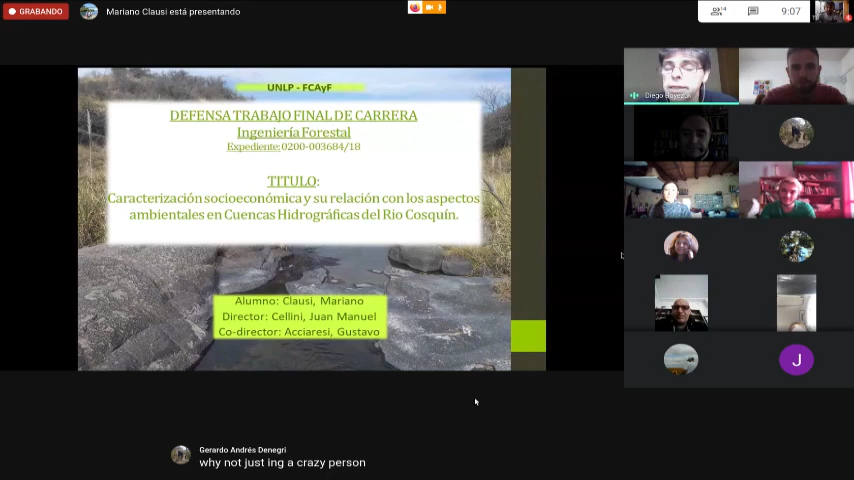 GRABANDO
Mariano Clausi está presentando
14
9:07
UNLP - FCAyF
DEFENSA TRABAJO FINAL DE CARRERA
Ingeniería Forestal
Expediente: 0200-003684/18
TITULO:
Caracterización socioeconómica y su relación con los aspectos
ambientales en Cuencas Hidrográficas del Rio Cosquín.
Alumno: Clausi, Mariano
Director: Cellini, Juan Manuel
Co-director: Acciaresi, Gustavo
Diego
J
Gerardo Andrés Denegri
why not just ing a crazy person